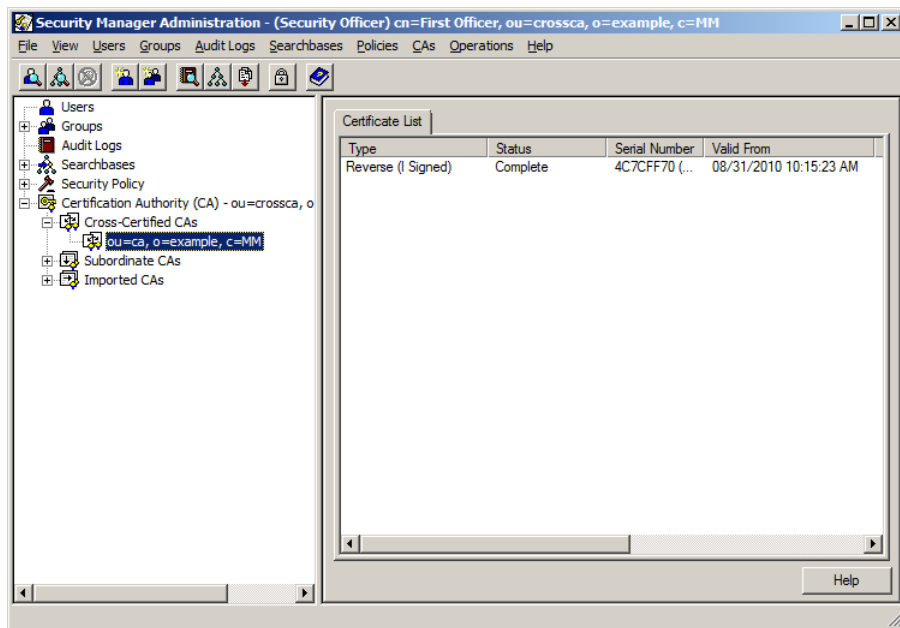 Security Manager Administration - (Security Officer) cn=First Officer, ou=crossca, o=example, c=MM
File View Users Groups Audit Logs Searchbases Policies CAs Operations Help
Users
Groups
Audit Logs
Searchbases
Security Policy
Certification Authority (CA) - ou=crossca, o
Cross-Certified CAs
ou=ca, o=example, c=MM
Subordinate CAs
Imported CAs
Certificate List
Type Status Serial Number Valid From
Reverse (I Signed) Complete 4C7CFF70 (... 08/31/2010 10:15:23 AM
Help